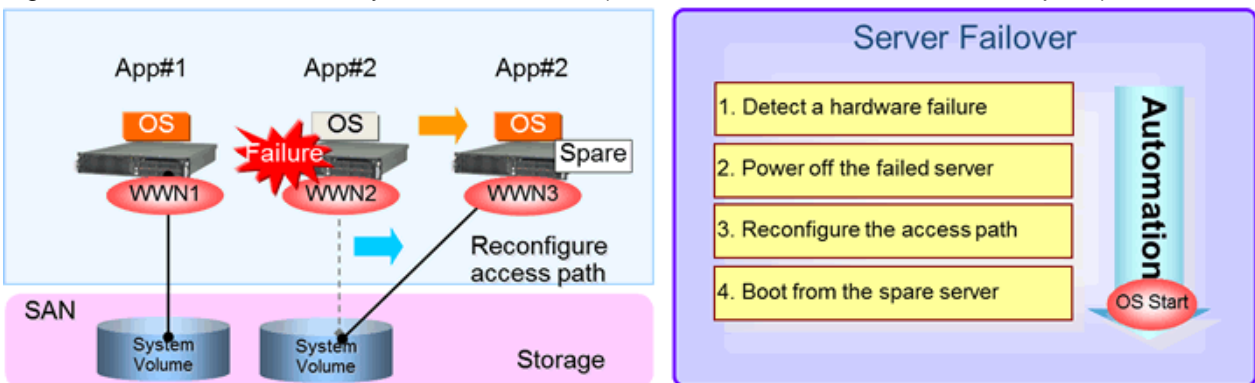 App#1
App#2
App#2
OS
OS
OS
Failure
Spare
WWN1
WWN2
WWN3
Reconfigure
access path
SAN
System
Volume
System
Volume
Storage
Server Failover
1. Detect a hardware failure
2. Power off the failed server
3. Reconfigure the access path
4. Boot from the spare server
Automation
OS Start